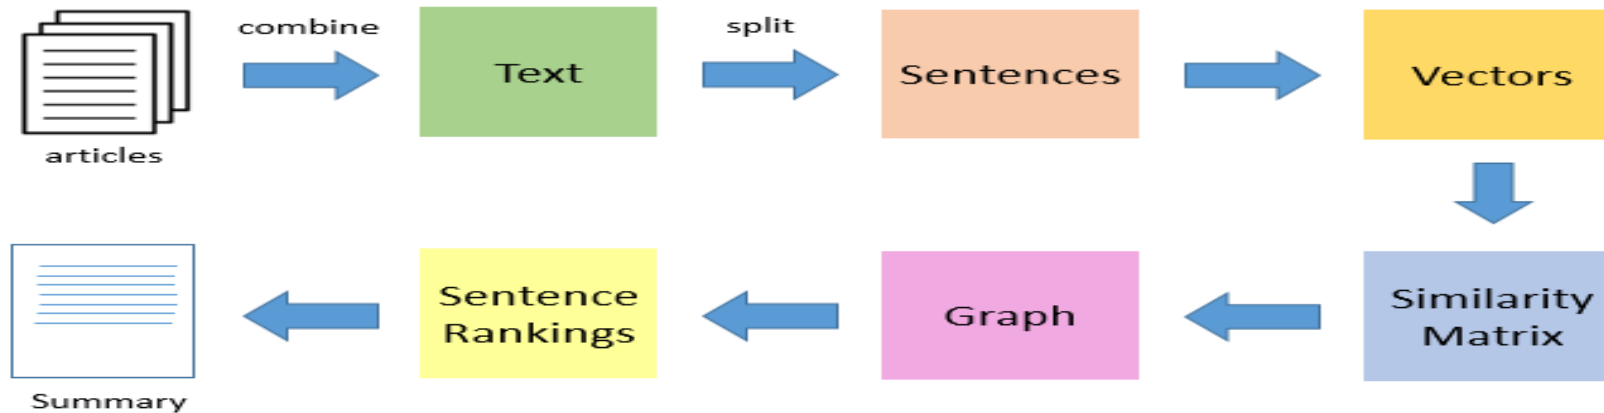 combine
split
Text
Sentences
Vectors
articles
Similarity
Matrix
Graph
Sentence
Rankings
Summary